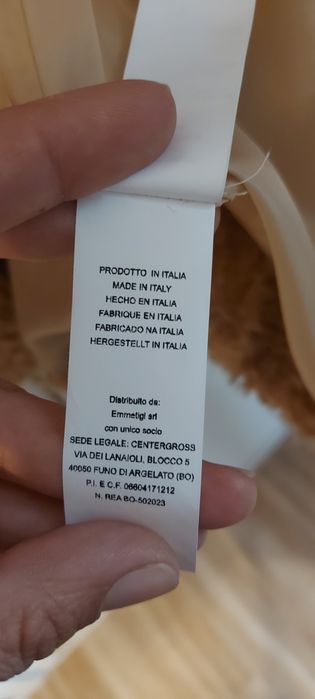 PRODOTTO IN ITALIA
MADE IN ITALY
HECHO EN ITALIA
FABRIQUE EN ITALIA
FABRICADO NA ITALIA
HERGESTELLT IN ITALIA
Distribuito da:
Emmetigi srl
con unico socio
SEDE LEGALE: CENTERGROSS
VIA DEI LANAIOLI, BLOCCO 5
40050 FUNO DI ARGELATO (BO)
P.I. E C.F. 06604171212
N. REA BO-502023